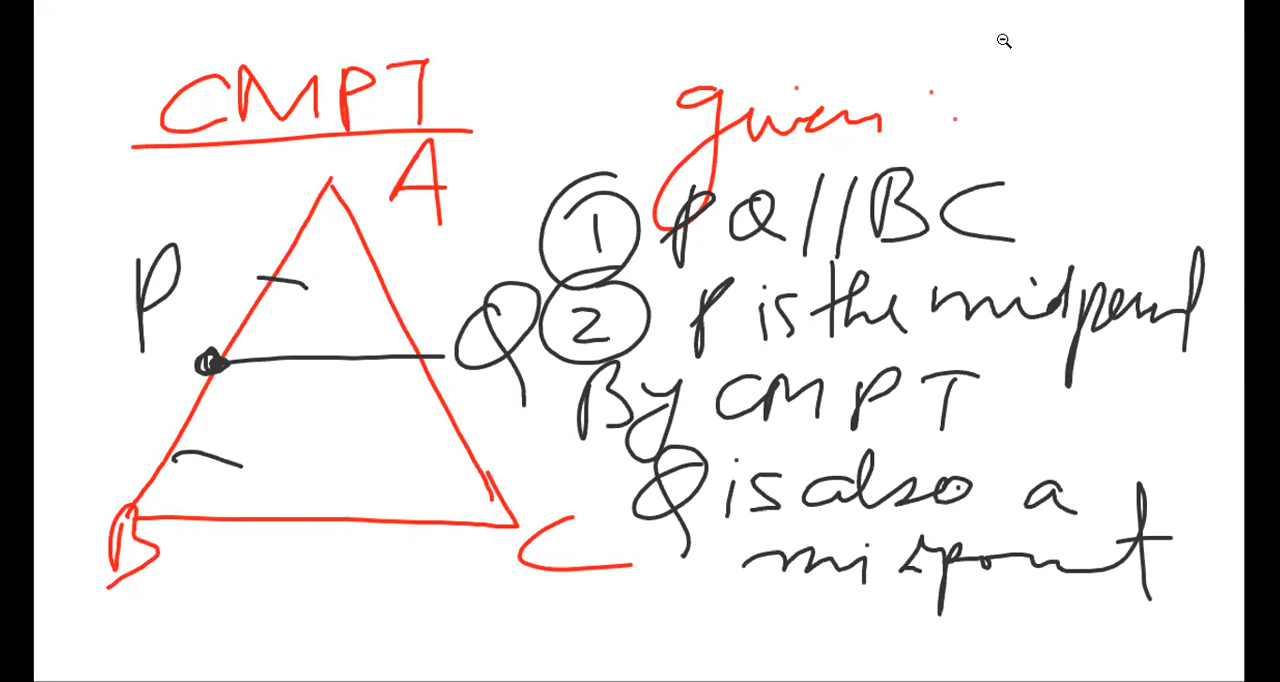 CMPT
given :
A
P
Q
B
C
1 PQ//BC
2 P is the midpoint
By CMPT
Q is also a
midpoint